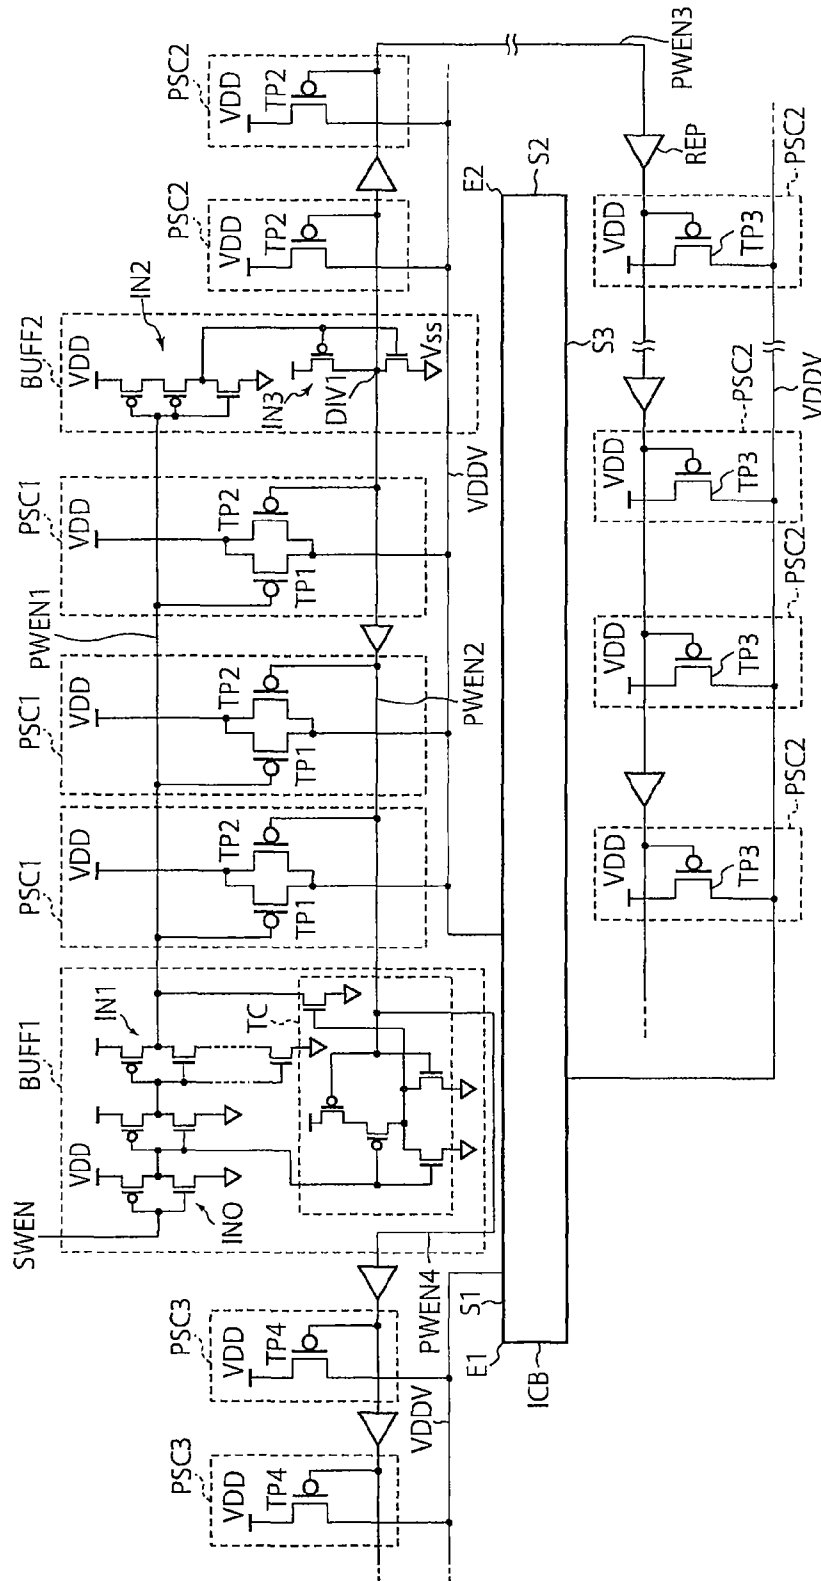 SWEN
BUFF1
PSC1
PSC1
PWEN1
PSC1
BUFF2
VDD
IN1
VDD
VDD
VDD
VDD
IN2
PSC3
PSC3
PSC2
PSC2
VDD
VDD
INO
VDD
VDD
TP4
TP4
TC
TP2
TP2
TP2
IN3
TP2
TP2
TP1
TP1
TP1
DIV1
Vss
VDDV
PWEN4
PWEN2
VDDV
E1
S1
E2
ICB
S2
S3
VDD
VDD
VDD
VDD
PWEN3
REP
TP3
TP3
TP3
TP3
PSC2
PSC2
PSC2
VDDV
PSC2